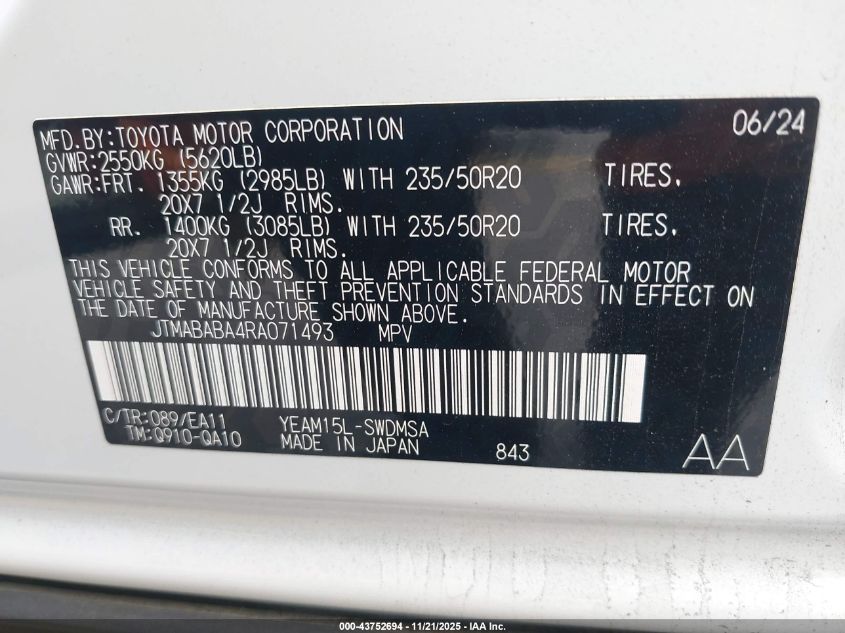 06/24
MFD.BY:TOYOTA MOTOR CORPORATION
GVWR:2550KG (5620LB)
GAWR:FRT. 1355KG (2985LB) WITH 235/50R20 TIRES.
20X7 1/2J RIMS.
RR. 1400KG (3085LB) WITH 235/50R20 TIRES.
20X7 1/2J RIMS.
THIS VEHICLE CONFORMS TO ALL APPLICABLE FEDERAL MOTOR
VEHICLE SAFETY AND THEFT PREVENTION STANDARDS IN EFFECT ON
THE DATE OF MANUFACTURE SHOWN ABOVE.
JTMABABA4RA071493 MPV
C/TR:089/EA11 YEAM15L-SWDMSA
TM:Q910-QA10 MADE IN JAPAN 843 AA
000-43752694 - 11/21/2025 - IAA Inc.